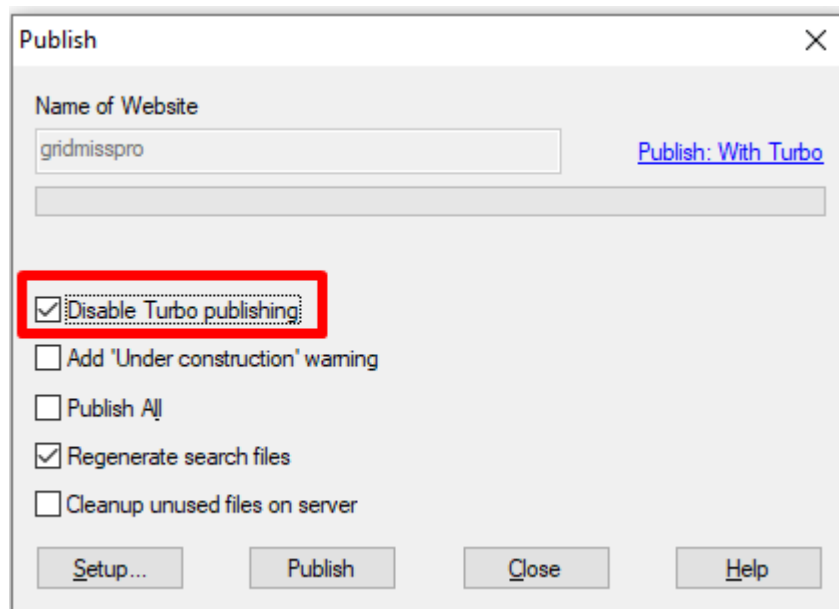 Publish
Name of Website
gridmisspro
Publish: With Turbo
Disable Turbo publishing
Add "Under construction" warning
Publish All
Regenerate search files
Cleanup unused files on server
Setup... Publish Close Help